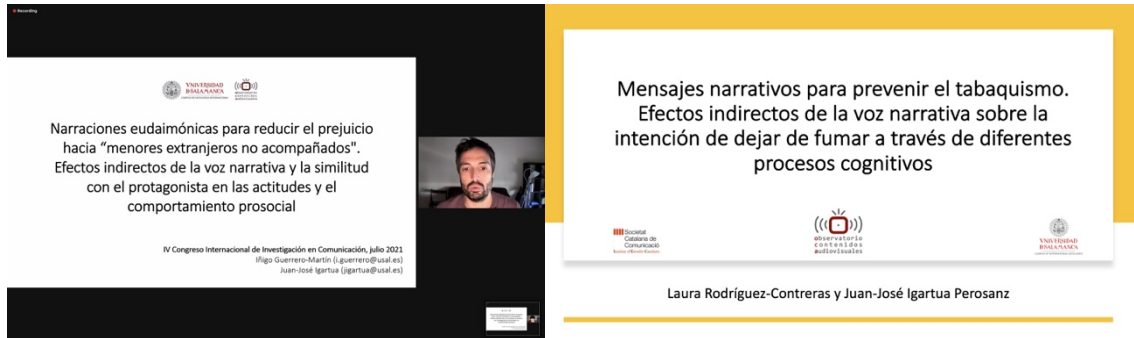 Recording
VNIVERSIDAD
D SALAMANCA
Narraciones eudaimónicas para reducir el prejuicio
hacia “menores extranjeros no acompañados".
Efectos indirectos de la voz narrativa y la similitud
con el protagonista en las actitudes y el
comportamiento prosocial
IV Congreso Internacional de Investigación en Comunicación, julio 2021
Iñigo Guerrero-Martín (i.guerrero@usal.es)
Juan-José Igartua (jigartua@usal.es)
Mensajes narrativos para prevenir el tabaquismo.
Efectos indirectos de la voz narrativa sobre la
intención de dejar de fumar a través de diferentes
procesos cognitivos
Societat
Catalana de
Comunicació
observatorio
contenidos
audiovisuales
VNIVERSIDAD
D SALAMANCA
Laura Rodríguez-Contreras y Juan-José Igartua Perosanz